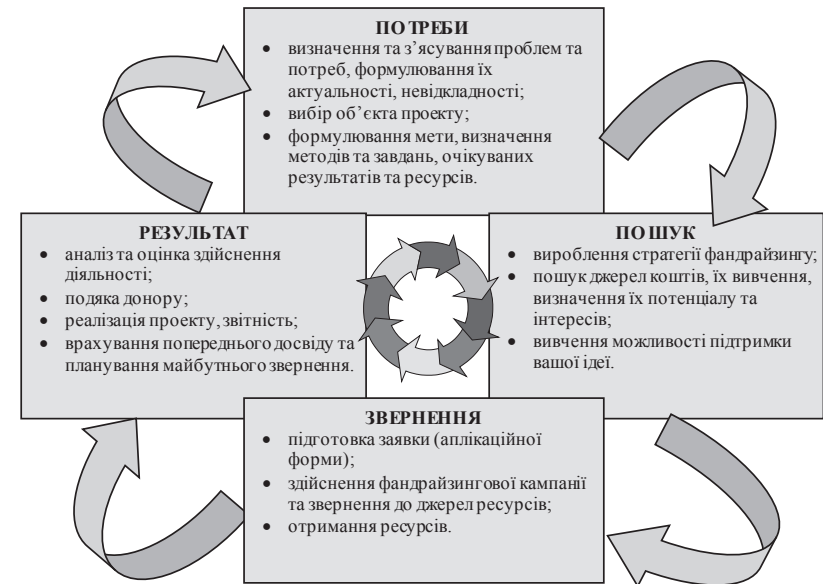 ПОТРЕБИ
• визначення та з’ясування проблем та
потреб, формулювання їх
актуальності, невідкладності;
• вибір об’єкта проекту;
• формулювання мети, визначення
методів та завдань, очікуваних
результатів та ресурсів.
РЕЗУЛЬТАТ
• аналіз та оцінка здійснення
діяльності;
• подяка донору;
• реалізація проекту, звітність;
• врахування попереднього досвіду та
планування майбутнього звернення.
ПОШУК
• вироблення стратегії фандрайзингу;
• пошук джерел коштів, їх вивчення,
визначення їх потенціалу та
інтересів;
• вивчення можливості підтримки
вашої ідеї.
ЗВЕРНЕННЯ
• підготовка заявки (аплікаційної
форми);
• здійснення фандрайзингової кампанії
та звернення до джерел ресурсів;
• отримання ресурсів.